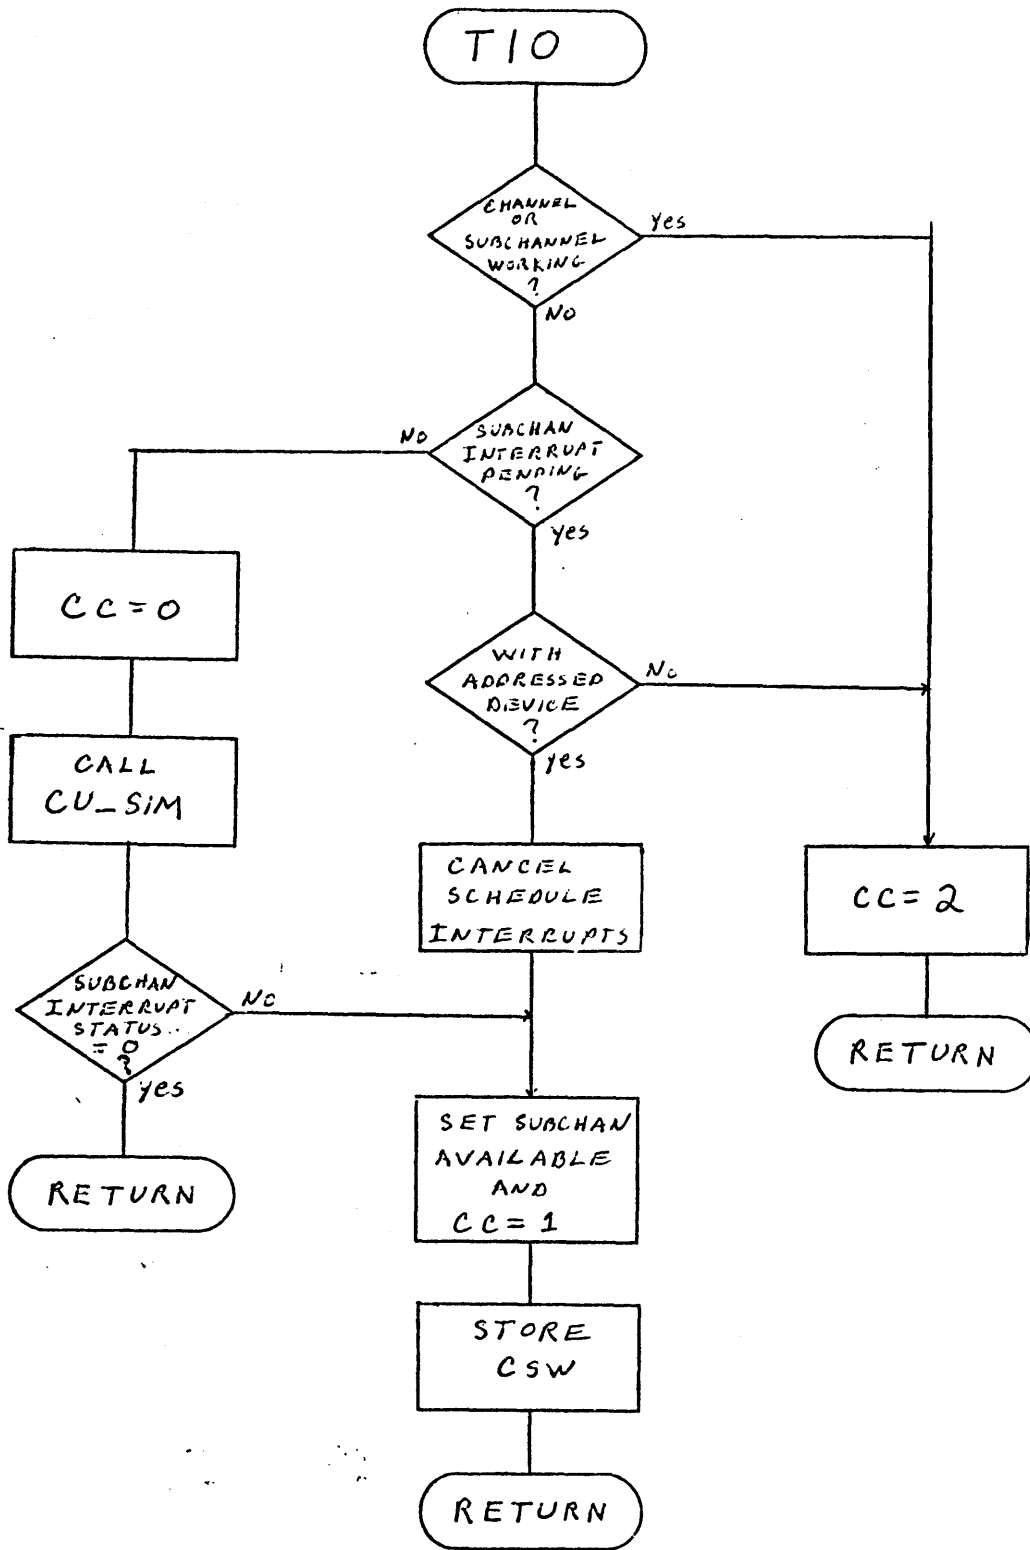 TIO
CHANNEL
OR
SUBCHANNEL
WORKING
?
Yes
NO
SUBCHAN
INTERRUPT
PENDING
?
NO
Yes
CC=0
WITH
ADDRESSED
DEVICE
?
NO
Yes
CALL
CU_SIM
CANCEL
SCHEDULE
INTERRUPTS
CC=2
SUBCHAN
INTERRUPT
STATUS
= 0
?
NO
Yes
RETURN
SET SUBCHAN
AVAILABLE
AND
CC=1
RETURN
STORE
CSW
RETURN